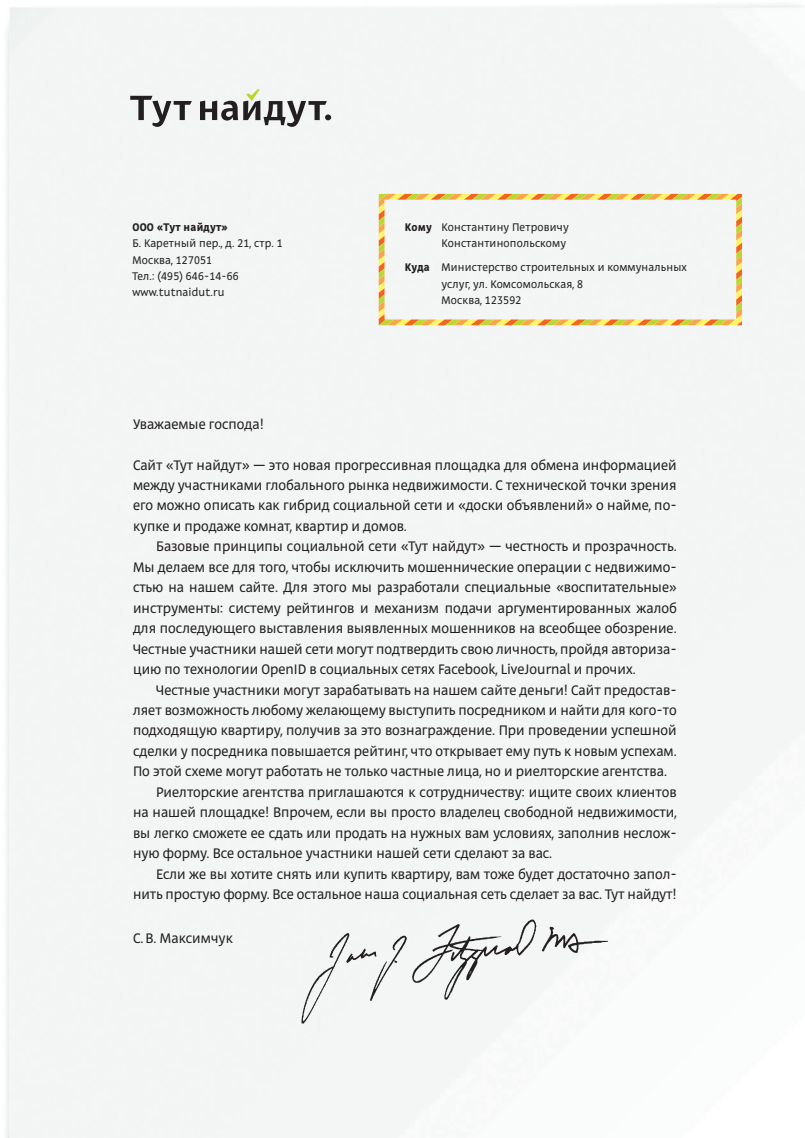 Тут найдут.
ООО «Тут найдут»
Б. Каретный пер., д. 21, стр. 1
Москва, 127051
Тел.: (495) 646-14-66
www.tutnaidut.ru
Кому Константину Петровичу
Константинопольскому
Куда Министерство строительных и коммунальных
услуг, ул. Комсомольская, 8
Москва, 123592
Уважаемые господа!
Сайт «Тут найдут» — это новая прогрессивная площадка для обмена информацией
между участниками глобального рынка недвижимости. С технической точки зрения
его можно описать как гибрид социальной сети и «доски объявлений» о найме, по-
купке и продаже комнат, квартир и домов.
Базовые принципы социальной сети «Тут найдут» — честность и прозрачность.
Мы делаем все для того, чтобы исключить мошеннические операции с недвижимо-
стью на нашем сайте. Для этого мы разработали специальные «воспитательные»
инструменты: систему рейтингов и механизм подачи аргументированных жалоб
для последующего выставления выявленных мошенников на всеобщее обозрение.
Честные участники нашей сети могут подтвердить свою личность, пройдя авториза-
цию по технологии OpenID в социальных сетях Facebook, LiveJournal и прочих.
Честные участники могут зарабатывать на нашем сайте деньги! Сайт предостав-
ляет возможность любому желающему выступить посредником и найти для кого-то
подходящую квартиру, получив за это вознаграждение. При проведении успешной
сделки у посредника повышается рейтинг, что открывает ему путь к новым успехам.
По этой схеме могут работать не только частные лица, но и риелторские агентства.
Риелторские агентства приглашаются к сотрудничеству: ищите своих клиентов
на нашей площадке! Впрочем, если вы просто владелец свободной недвижимости,
вы легко сможете ее сдать или продать на нужных вам условиях, заполнив неслож-
ную форму. Все остальное участники нашей сети сделают за вас.
Если же вы хотите снять или купить квартиру, вам тоже будет достаточно запол-
нить простую форму. Все остальное наша социальная сеть сделает за вас. Тут найдут!
С. В. Максимчук